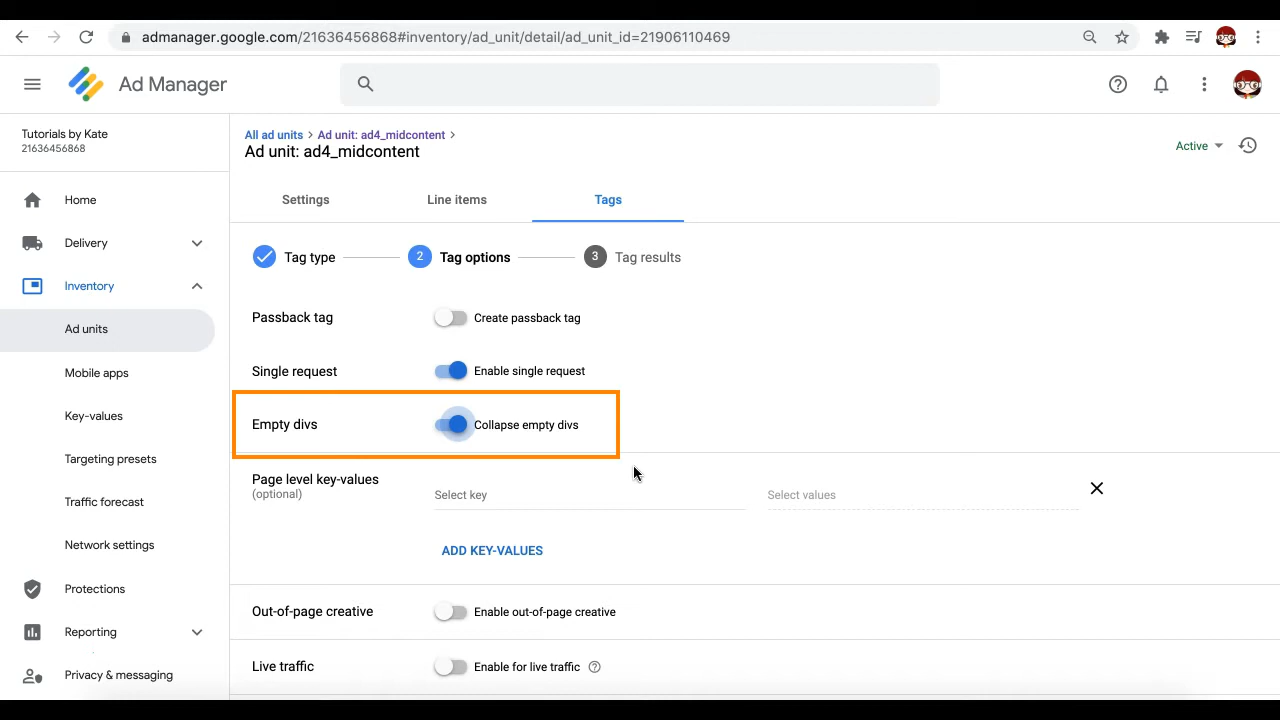 admanager.google.com/21636456868#inventory/ad_unit/detail/ad_unit_id=21906110469
Ad Manager
Tutorials by Kate
21636456868
All ad units > Ad unit: ad4_midcontent >
Ad unit: ad4_midcontent
Active
Settings
Line items
Tags
Home
Delivery
Inventory
Ad units
Mobile apps
Key-values
Targeting presets
Traffic forecast
Network settings
Protections
Reporting
Privacy & messaging
Tag type
2 Tag options
3 Tag results
Passback tag Create passback tag
Single request Enable single request
Empty divs Collapse empty divs
Page level key-values
(optional)
Select key Select values
ADD KEY-VALUES
Out-of-page creative Enable out-of-page creative
Live traffic Enable for live traffic